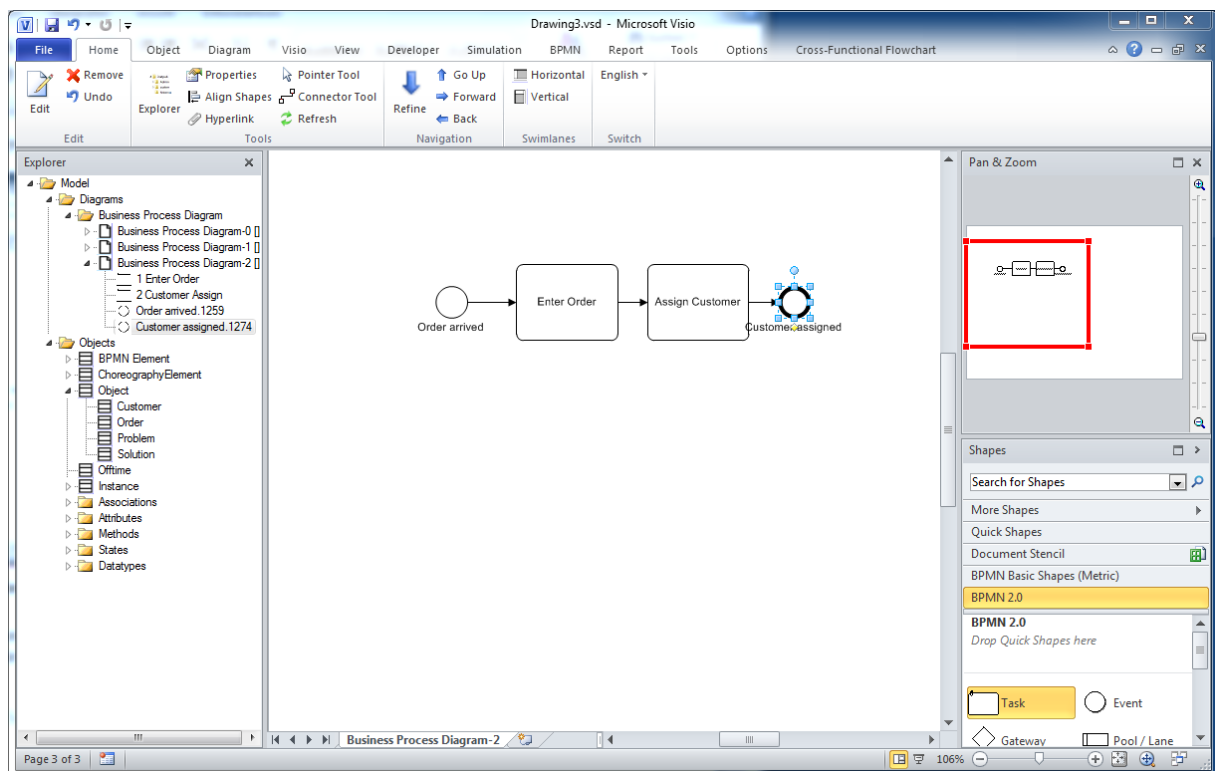 Drawing3.vsd - Microsoft Visio
File Home Object Diagram Visio View Developer Simulation BPMN Report Tools Options Cross-Functional Flowchart
Remove Properties Pointer Tool Go Up Horizontal English
Undo Align Shapes Connector Tool Forward Vertical
Edit Explorer Hyperlink Refresh Refine Back
Edit Tools Navigation Swimlanes Switch
Explorer
Model
Diagrams
Business Process Diagram
Business Process Diagram-0 []
Business Process Diagram-1 []
Business Process Diagram-2 []
1 Enter Order
2 Customer Assign
Order arrived.1259
Customer assigned.1274
Objects
BPMN Element
ChoreographyElement
Object
Customer
Order
Problem
Solution
Offtime
Instance
Associations
Attributes
Methods
States
Datatypes
Enter Order
Assign Customer
Order arrived
Customer assigned
Pan & Zoom
Shapes
Search for Shapes
More Shapes
Quick Shapes
Document Stencil
BPMN Basic Shapes (Metric)
BPMN 2.0
BPMN 2.0
Drop Quick Shapes here
Task Event
Gateway Pool / Lane
Business Process Diagram-2
Page 3 of 3
106%